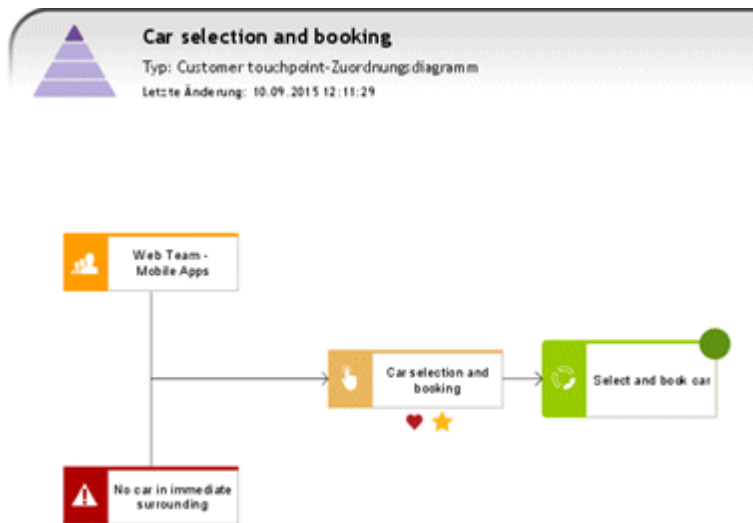 Car selection and booking
Typ: Customer touchpoint-Zuordnungsdiagramm
Letzte Änderung: 10.09.2015 12:11:29
Web Team -
Mobile Apps
Car selection and
booking
Select and book car
No car in immediate
surrounding